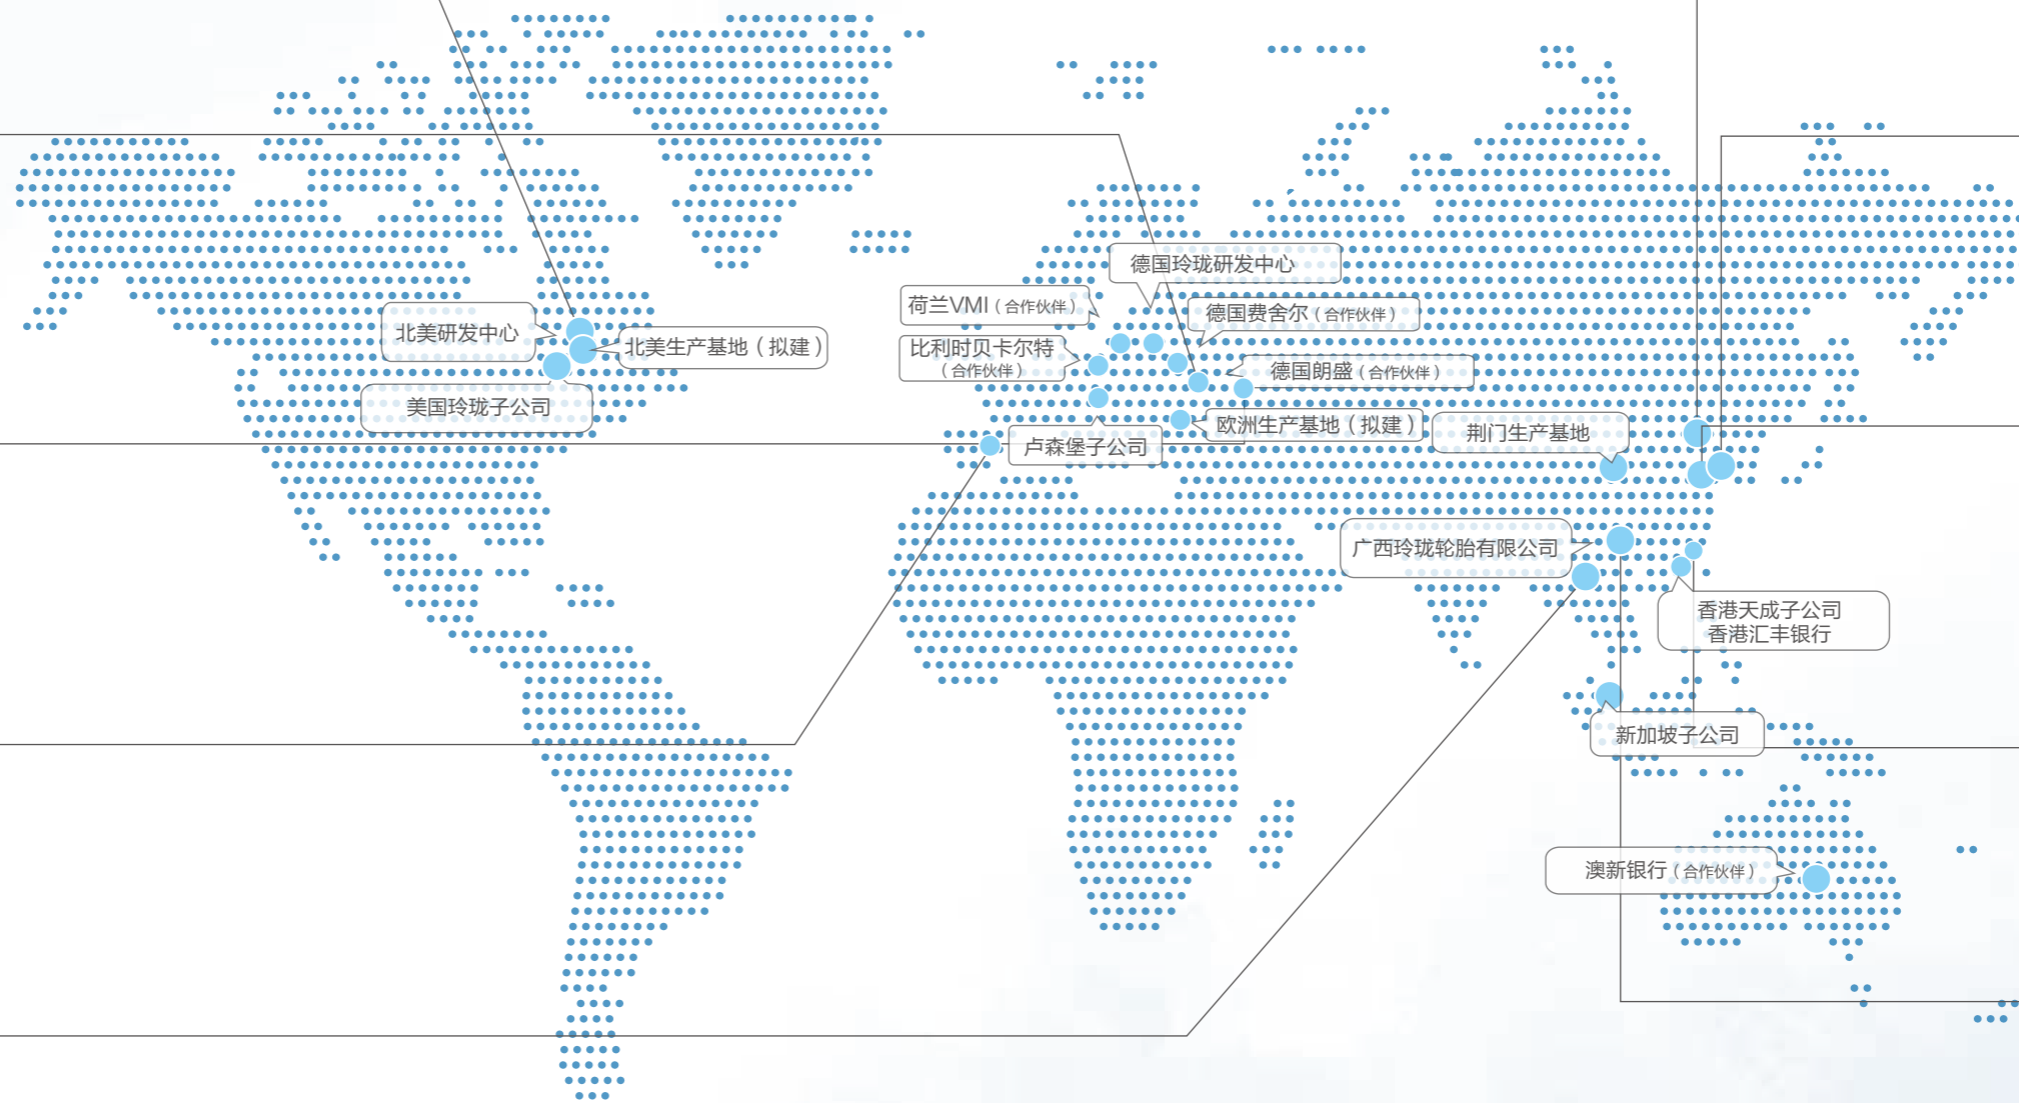 德国玲珑研发中心
荷兰VMI（合作伙伴）
德国费舍尔（合作伙伴）
北美研发中心
北美生产基地（拟建）
比利时贝卡尔特
（合作伙伴）
德国朗盛（合作伙伴）
美国玲珑子公司
欧洲生产基地（拟建）
荆门生产基地
卢森堡子公司
广西玲珑轮胎有限公司
香港天成子公司
香港汇丰银行
新加坡子公司
澳新银行（合作伙伴）